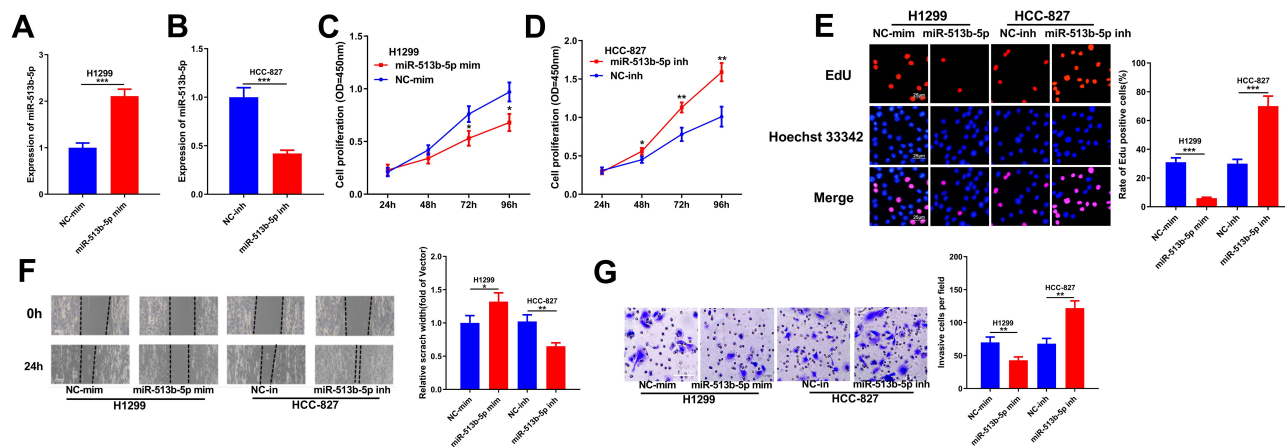 A
Expression of miR-513b-5p
3
2
1
0
H1299
***
NC-mim
miR-513b-5p mim
B
Expression of miR-513b-5p
1.5
1.0
0.5
0.0
HCC-827
***
NC-inh
miR-513b-5p inh
C
Cell proliferation (OD=450nm)
1.5
1.0
0.5
0.0
H1299
miR-513b-5p mim
NC-mim
*
*
24h 48h 72h 96h
D
Cell proliferation (OD=450nm)
2.0
1.5
1.0
0.5
0.0
HCC-827
miR-513b-5p inh
NC-inh
*
**
**
24h 48h 72h 96h
E
H1299 HCC-827
NC-mim miR-513b-5p NC-inh miR-513b-5p inh
EdU
25μm
25μm
Hoechst 33342
Merge
Rate of Edu positive cells(%)
100
80
60
40
20
0
H1299
***
HCC-827
***
NC-mim
miR-513b-5p mim
NC-inh
miR-513b-5p inh
F
0h
24h
NC-mim miR-513b-5p mim NC-in miR-513b-5p inh
H1299 HCC-827
Relative scrach width(fold of Vector)
2.0
1.5
1.0
0.5
0.0
H1299
*
HCC-827
**
NC-mim
miR-513b-5p mim
NC-inh
miR-513b-5p inh
G
NC-mim miR-513b-5p mim NC-in miR-513b-5p inh
H1299 HCC-827
Invasive cells per field
200
150
100
50
0
H1299
**
HCC-827
**
NC-mim
miR-513b-5p mim
NC-inh
miR-513b-5p inh